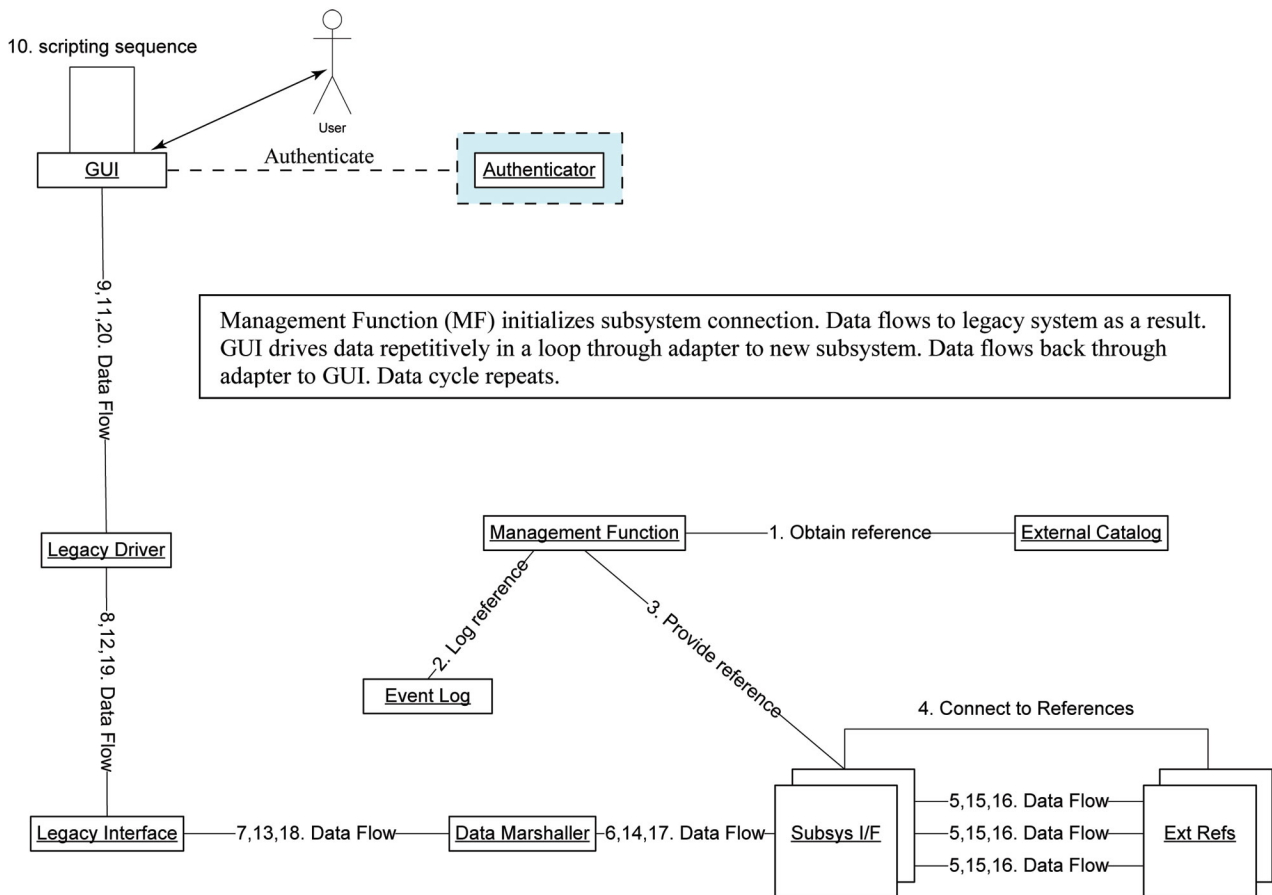 10. scripting sequence
User
GUI
Authenticate
Authenticator
9,11,20. Data Flow
Management Function (MF) initializes subsystem connection. Data flows to legacy system as a result.
GUI drives data repetitively in a loop through adapter to new subsystem. Data flows back through
adapter to GUI. Data cycle repeats.
Legacy Driver
Management Function
1. Obtain reference
External Catalog
2. Log reference
3. Provide reference
8,12,19. Data Flow
Event Log
4. Connect to References
Legacy Interface
7,13,18. Data Flow
Data Marshaller
6,14,17. Data Flow
Subsys I/F
5,15,16. Data Flow
5,15,16. Data Flow
5,15,16. Data Flow
Ext Refs